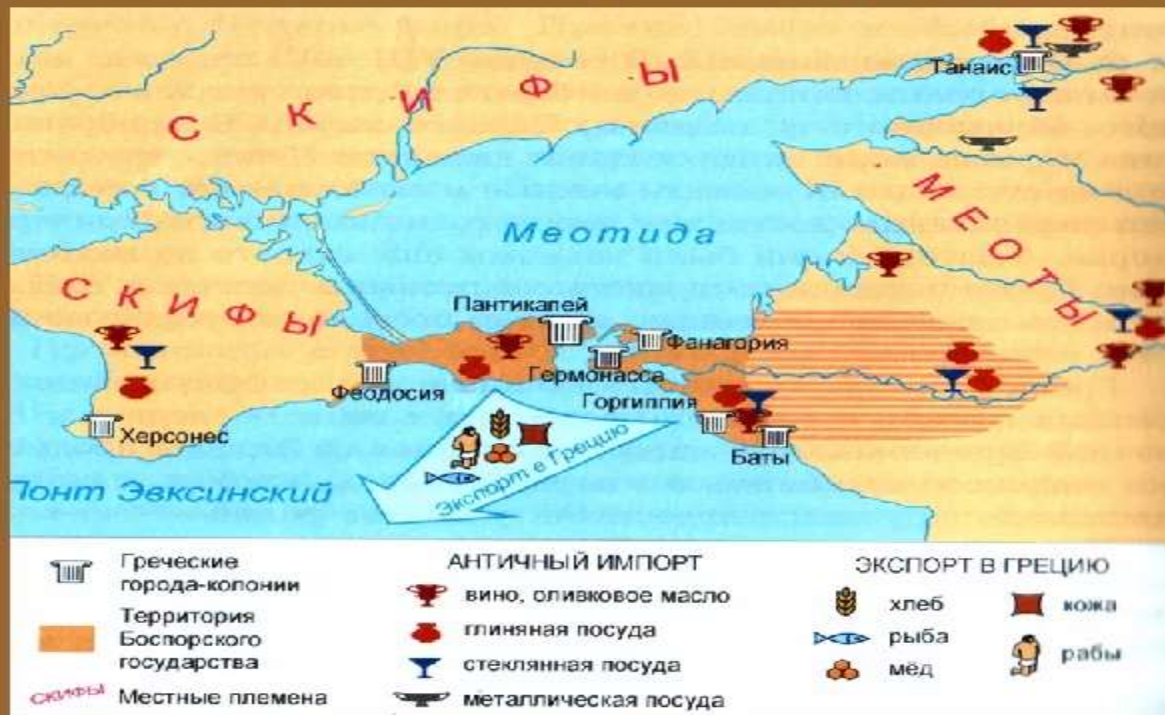 СКИФЫ
Танаис
МЕОТЫ
Меотида
СКИФЫ
Пантикапей
Фанагория
Гермонасса
Феодосия
Горгиппия
Херсонес
Баты
Экспорт в Грецию
Понт Эвксинский
Греческие
города-колонии
Территория
Боспорского
государства
СКИФЫ Местные племена
АНТИЧНЫЙ ИМПОРТ
вино, оливковое масло
глиняная посуда
стеклянная посуда
металлическая посуда
ЭКСПОРТ В ГРЕЦИЮ
хлеб
рыба
мёд
кожа
рабы